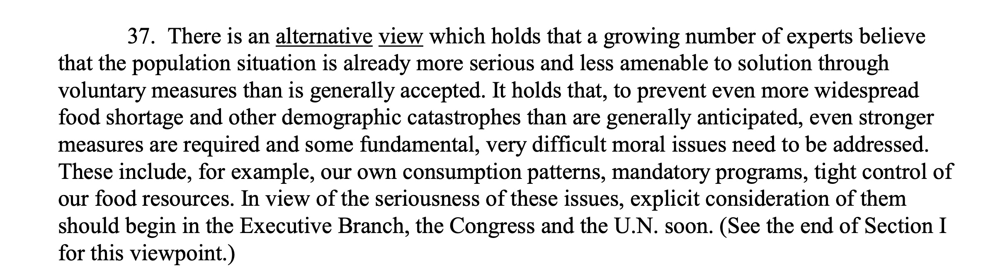 37. There is an alternative view which holds that a growing number of experts believe
that the population situation is already more serious and less amenable to solution through
voluntary measures than is generally accepted. It holds that, to prevent even more widespread
food shortage and other demographic catastrophes than are generally anticipated, even stronger
measures are required and some fundamental, very difficult moral issues need to be addressed.
These include, for example, our own consumption patterns, mandatory programs, tight control of
our food resources. In view of the seriousness of these issues, explicit consideration of them
should begin in the Executive Branch, the Congress and the U.N. soon. (See the end of Section I
for this viewpoint.)